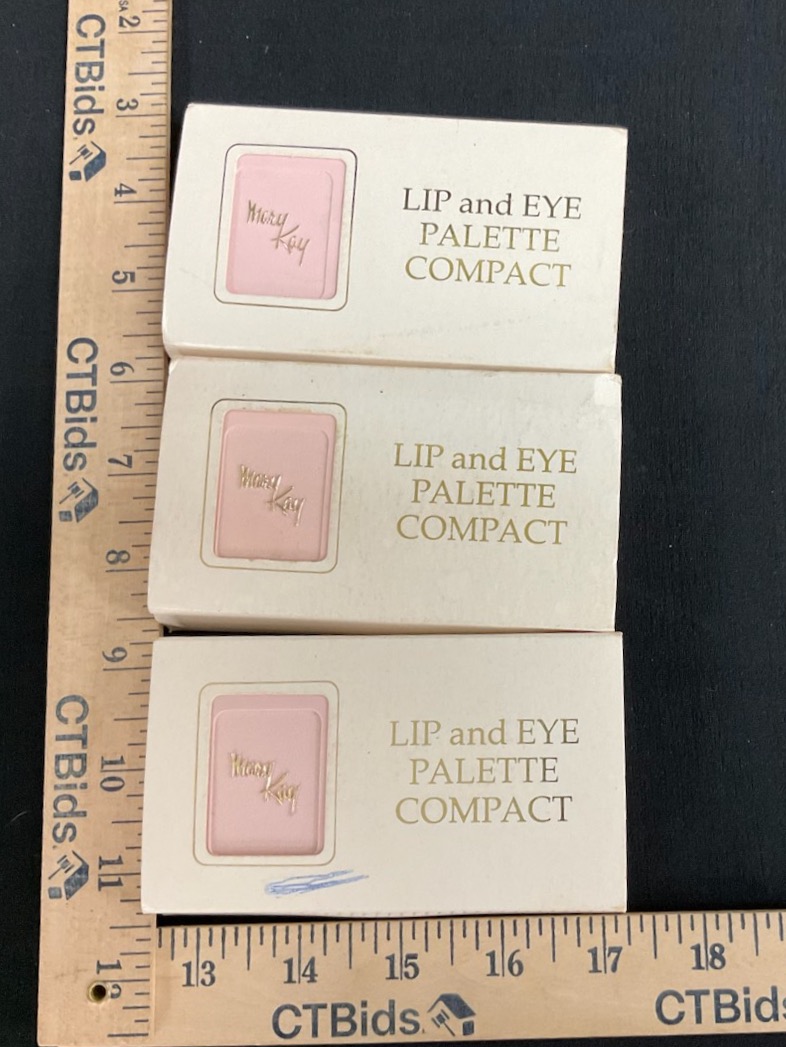 SA
2
3
4
5
6
7
8
9
10
11
12
CTBids
CTBids
CTBids
Mary Kay
LIP and EYE
PALETTE
COMPACT
Mary Kay
LIP and EYE
PALETTE
COMPACT
Mary Kay
LIP and EYE
PALETTE
COMPACT
13 14 15 16 17 18
CTBids
CTBids